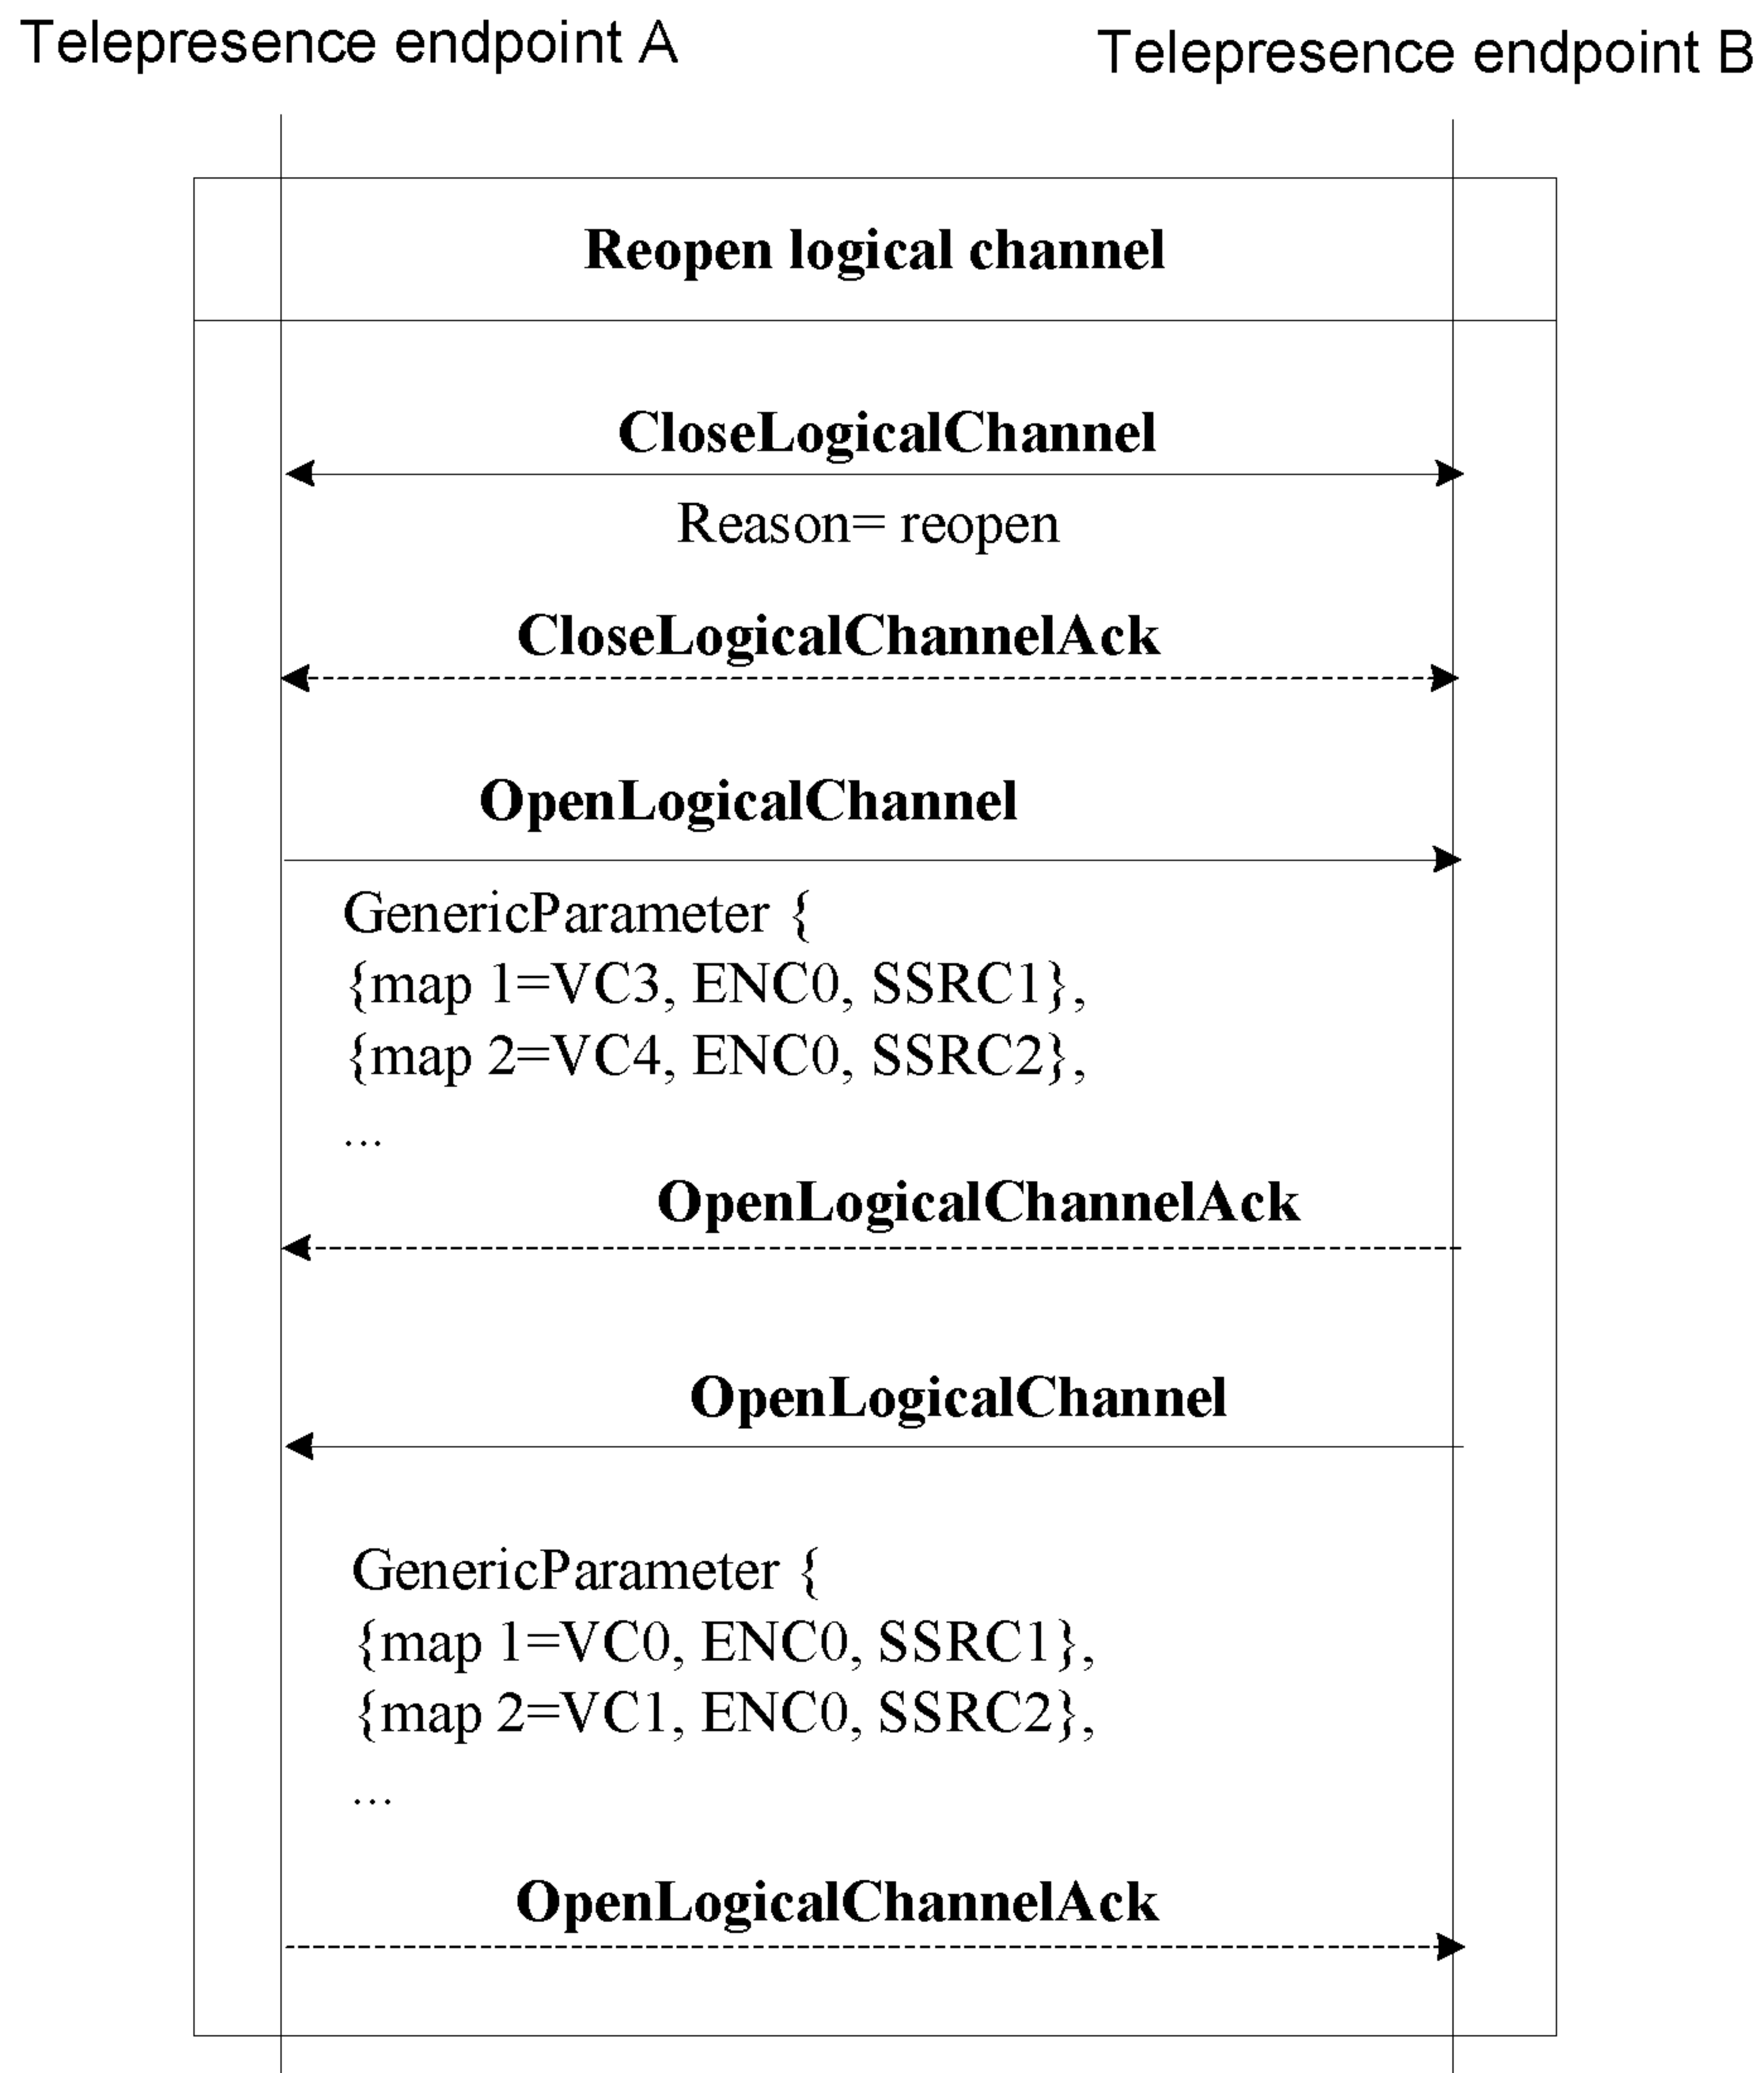 Telepresence endpoint A
Telepresence endpoint B
Reopen logical channel
CloseLogicalChannel
Reason= reopen
CloseLogicalChannelAck
OpenLogicalChannel
GenericParameter {
{map 1=VC3, ENC0, SSRC1},
{map 2=VC4, ENC0, SSRC2},
...
OpenLogicalChannelAck
OpenLogicalChannel
GenericParameter {
{map 1=VC0, ENC0, SSRC1},
{map 2=VC1, ENC0, SSRC2},
...
OpenLogicalChannelAck